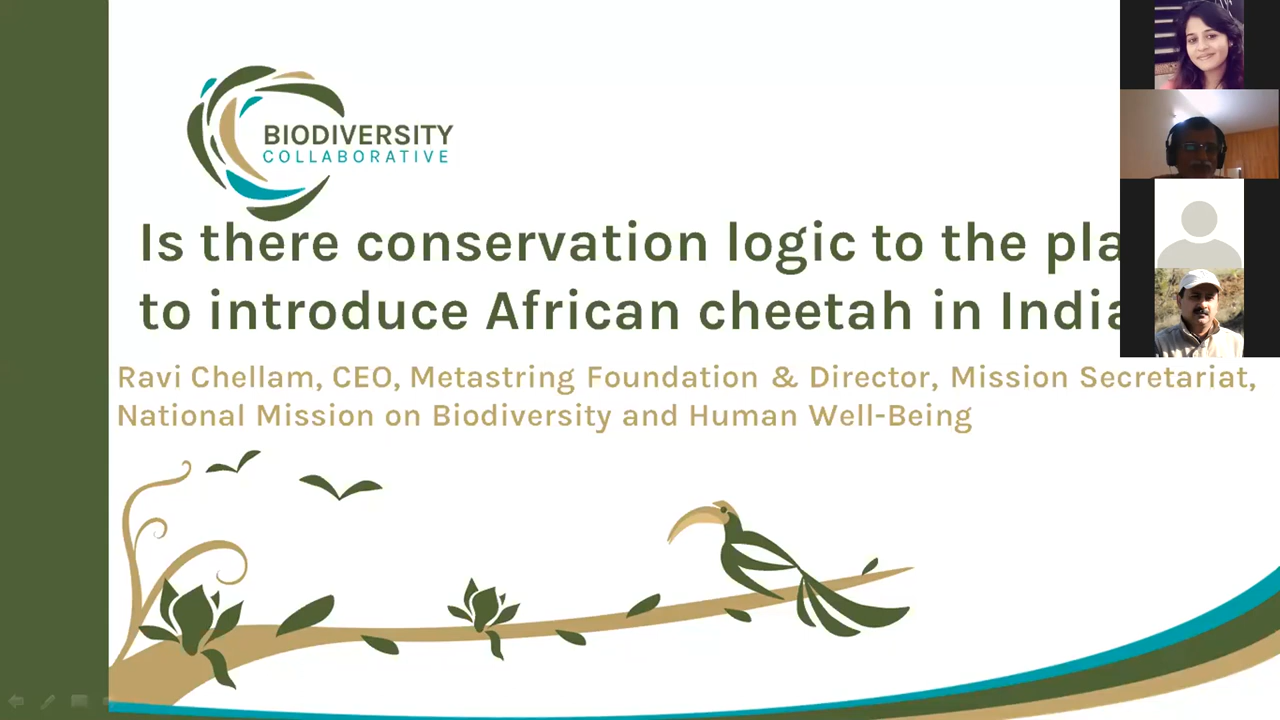 BIODIVERSITY
COLLABORATIVE
Is there conservation logic to the pla
to introduce African cheetah in India
Ravi Chellam, CEO, Metastring Foundation & Director, Mission Secretariat,
National Mission on Biodiversity and Human Well-Being